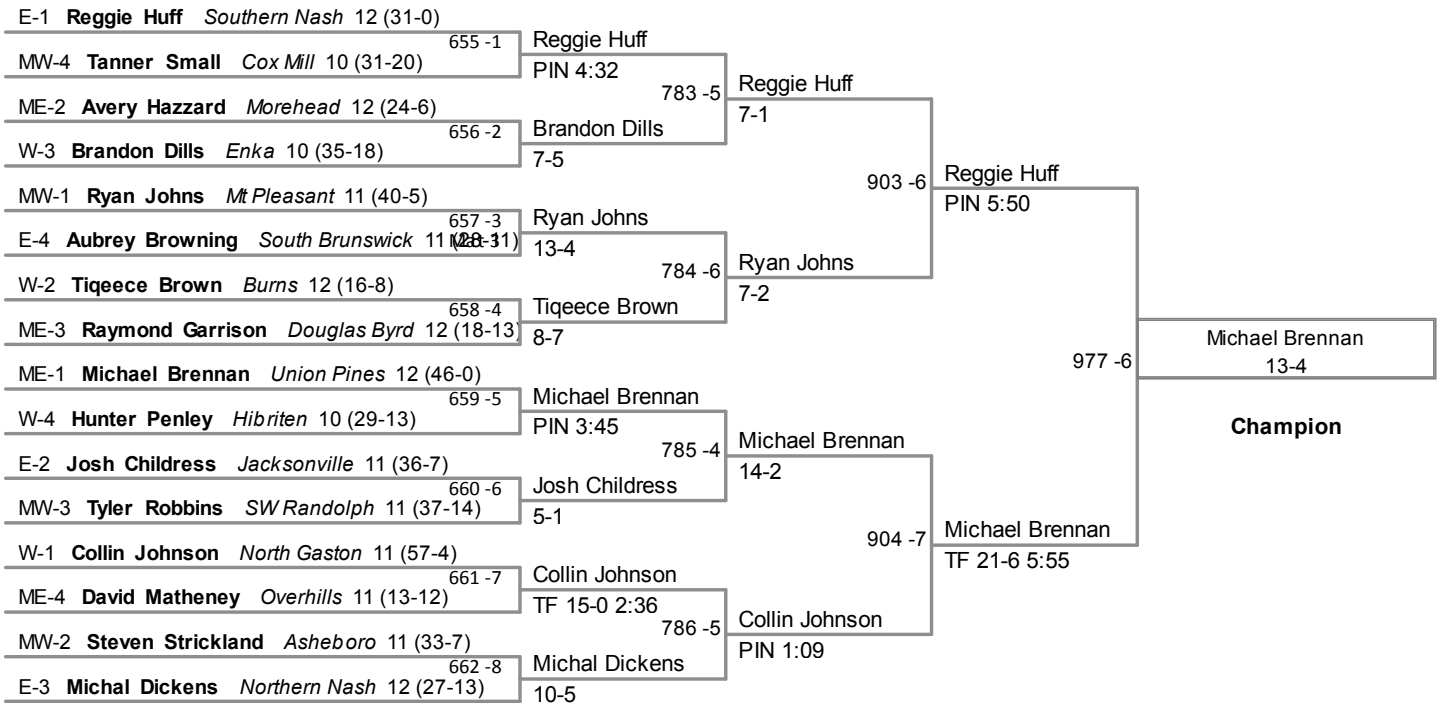 E-1 Reggie Huff Southern Nash 12 (31-0)
655 -1
MW-4 Tanner Small Cox Mill 10 (31-20)
ME-2 Avery Hazzard Morehead 12 (24-6)
656 -2
W-3 Brandon Dills Enka 10 (35-18)
MW-1 Ryan Johns Mt Pleasant 11 (40-5)
657 -3
E-4 Aubrey Browning South Brunswick 11 (28-11)
Mat-3
W-2 Tiqeece Brown Burns 12 (16-8)
658 -4
ME-3 Raymond Garrison Douglas Byrd 12 (18-13)
ME-1 Michael Brennan Union Pines 12 (46-0)
659 -5
W-4 Hunter Penley Hibriten 10 (29-13)
E-2 Josh Childress Jacksonville 11 (36-7)
660 -6
MW-3 Tyler Robbins SW Randolph 11 (37-14)
W-1 Collin Johnson North Gaston 11 (57-4)
661 -7
ME-4 David Matheney Overhills 11 (13-12)
MW-2 Steven Strickland Asheboro 11 (33-7)
662 -8
E-3 Michal Dickens Northern Nash 12 (27-13)
Reggie Huff
PIN 4:32
783 -5
Brandon Dills
7-5
Ryan Johns
13-4
784 -6
Tiqeece Brown
8-7
Michael Brennan
PIN 3:45
785 -4
Josh Childress
5-1
Collin Johnson
TF 15-0 2:36
786 -5
Michal Dickens
10-5
Reggie Huff
7-1
903 -6
Ryan Johns
7-2
Michael Brennan
14-2
904 -7
Collin Johnson
PIN 1:09
Reggie Huff
PIN 5:50
977 -6
Michael Brennan
TF 21-6 5:55
Michael Brennan
13-4
Champion